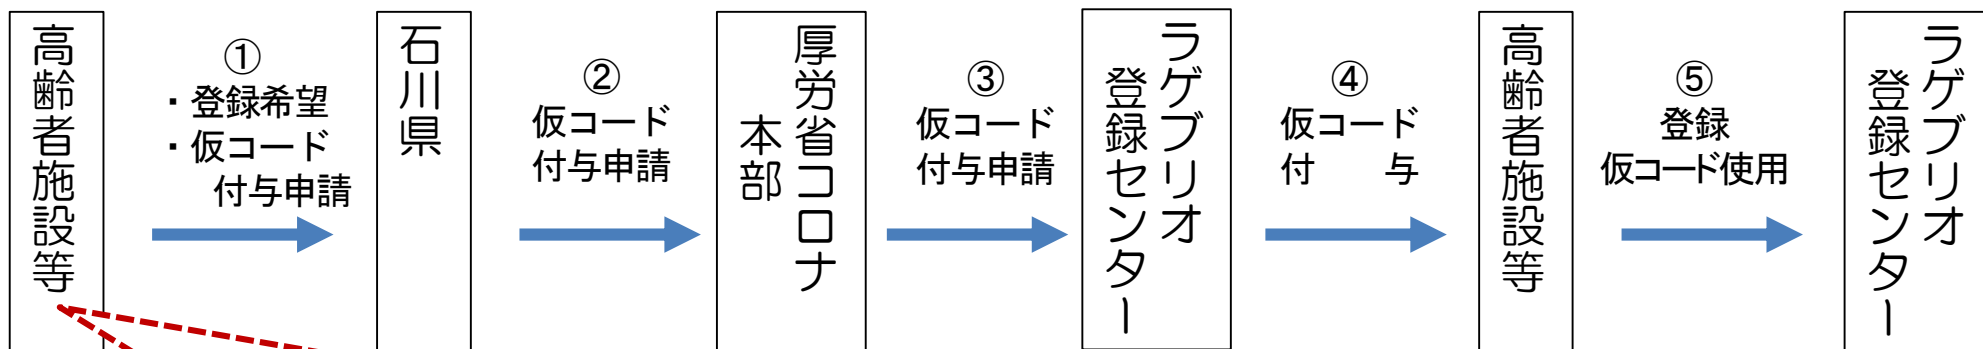 高齢者施設等
①
・登録希望
・仮コード
付与申請
石川県
②
仮コード
付与申請
厚労省コロナ
本部
③
仮コード
付与申請
ラゲブリオ
登録センター
④
仮コード
付　与
高齢者施設等
⑤
登録
仮コード使用
ラゲブリオ
登録センター